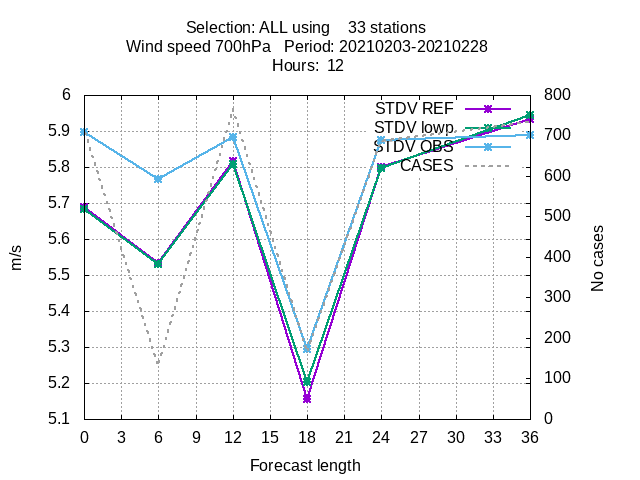 Selection: ALL using 33 stations
Wind speed 700hPa Period: 20210203-20210228
Hours: 12
STDV REF
STDV lowp
STDV OBS
CASES
6
5.9
5.8
5.7
5.6
5.5
5.4
5.3
5.2
5.1
m/s
800
700
600
500
400
300
200
100
0
No cases
0 3 6 9 12 15 18 21 24 27 30 33 36
Forecast length